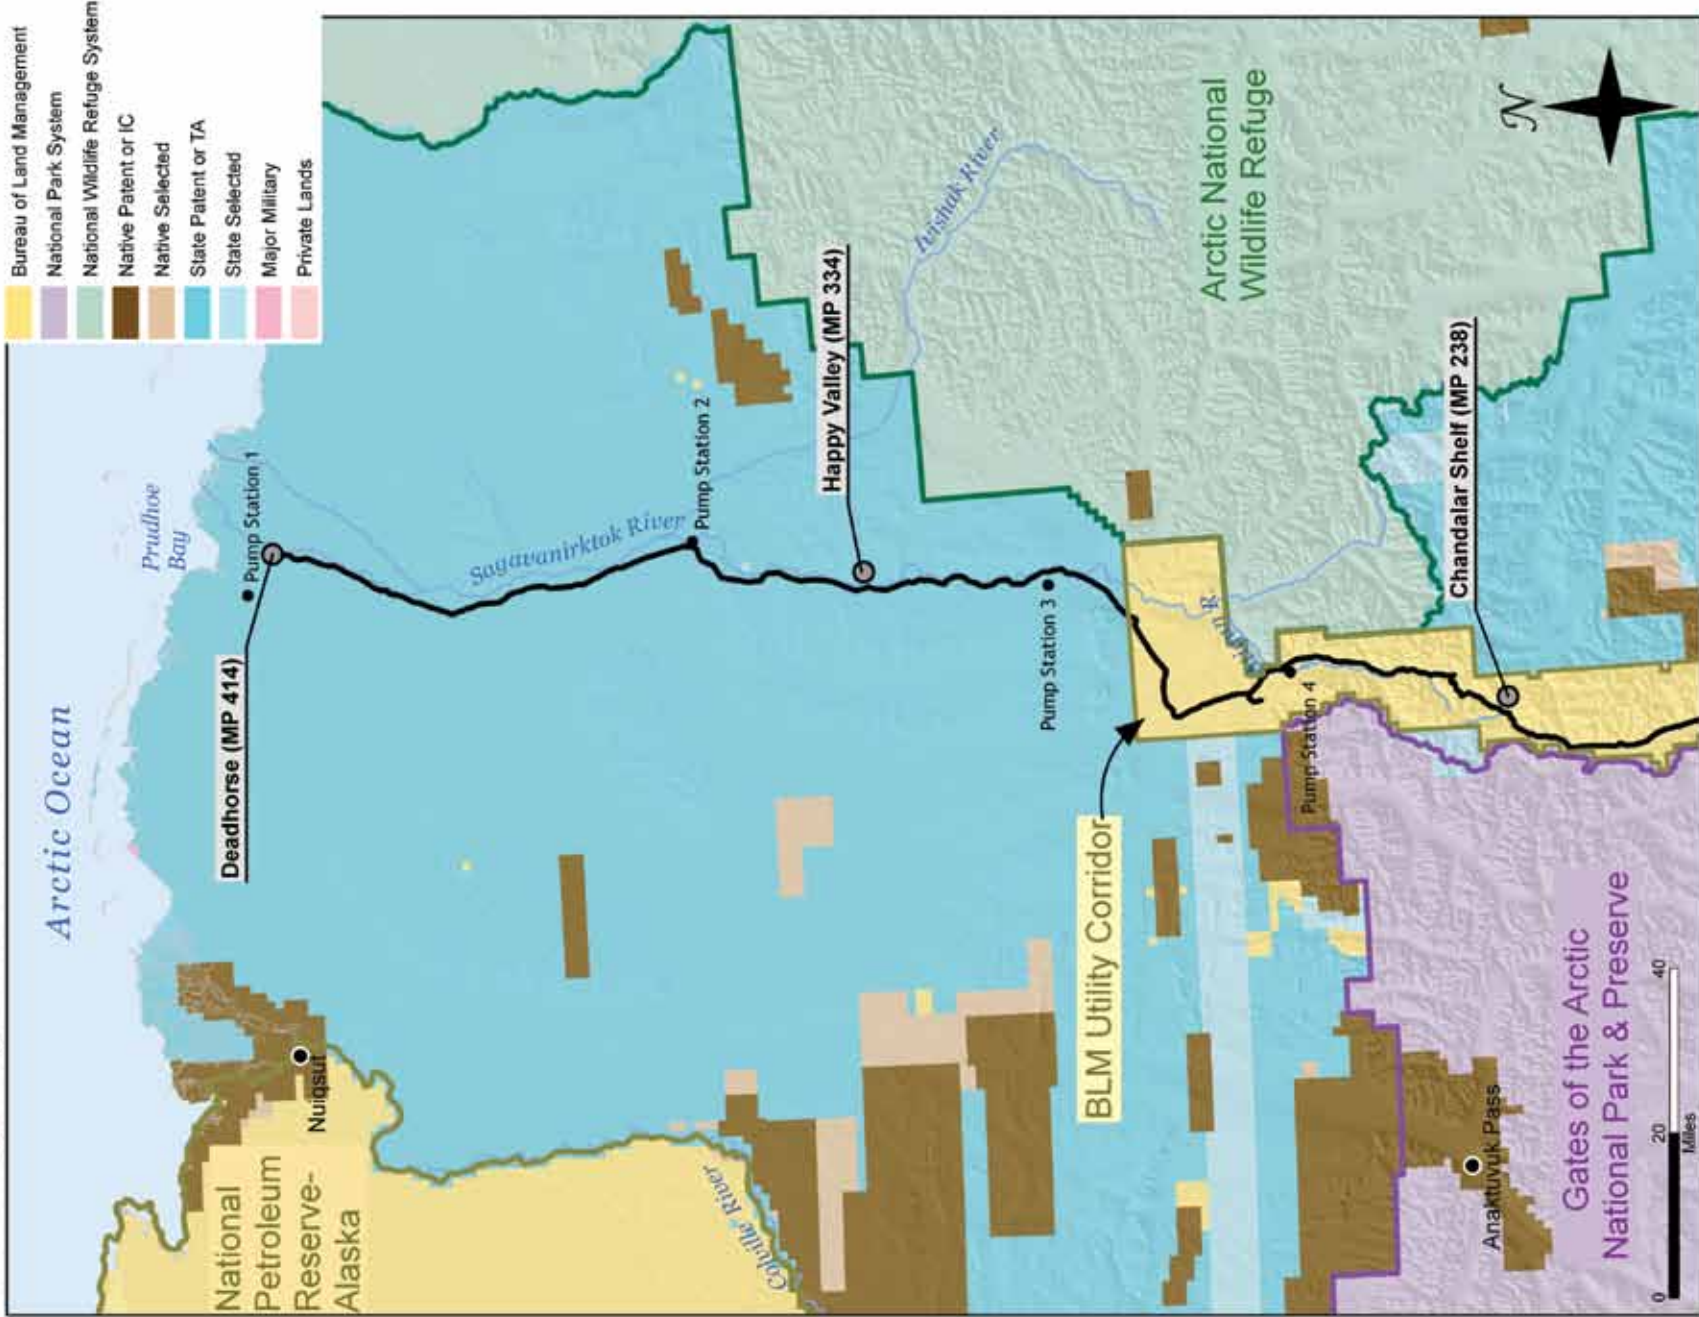 Bureau of Land Management
National Park System
National Wildlife Refuge System
Native Patent or IC
Native Selected
State Patent or TA
State Selected
Major Military
Private Lands
Arctic Ocean
Prudhoe
Bay
Pump Station 1
Deadhorse (MP 414)
Nuiqsut
National
Petroleum
Reserve-
Alaska
Colville River
Sagavanirktok River
Pump Station 2
Happy Valley (MP 334)
Ivishak River
Pump Station 3
BLM Utility Corridor
Arctic National
Wildlife Refuge
Pump Station 4
Chandalar Shelf (MP 238)
Gates of the Arctic
National Park & Preserve
Anaktuvuk Pass
N
0 20 40
Miles